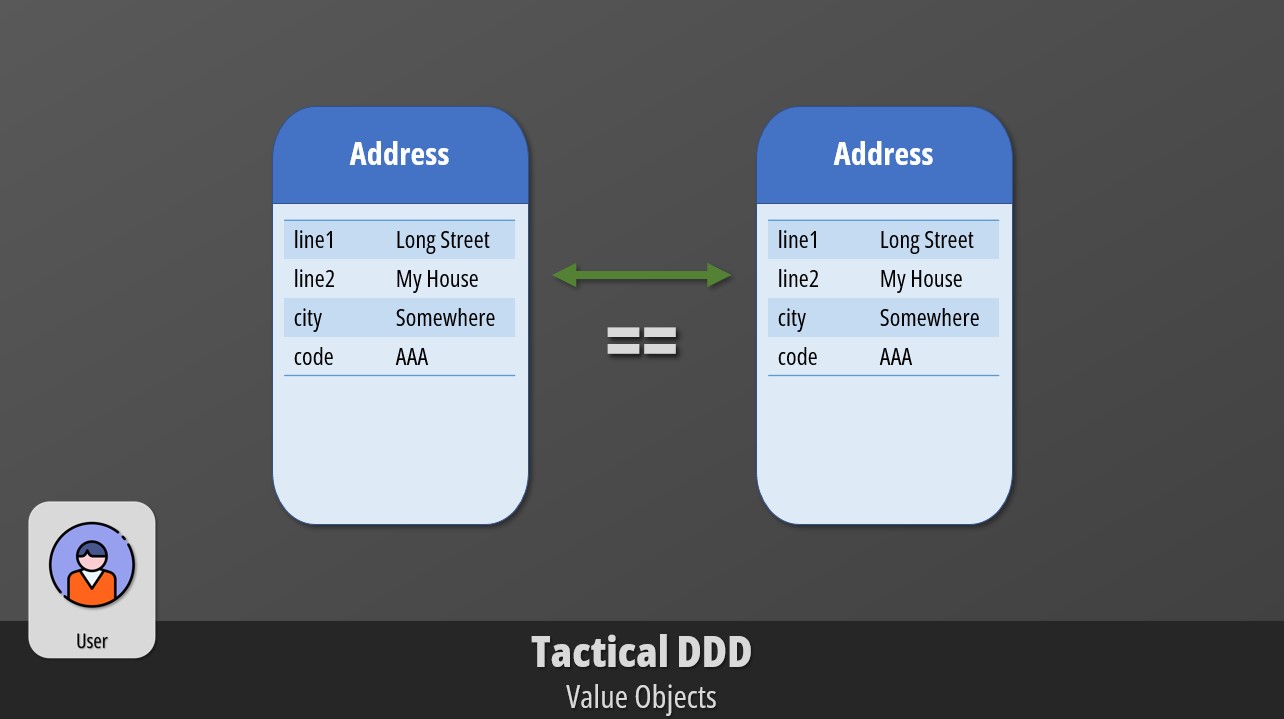 Address
line1 Long Street
line2 My House
city Somewhere
code AAA
==
Address
line1 Long Street
line2 My House
city Somewhere
code AAA
User
Tactical DDD
Value Objects